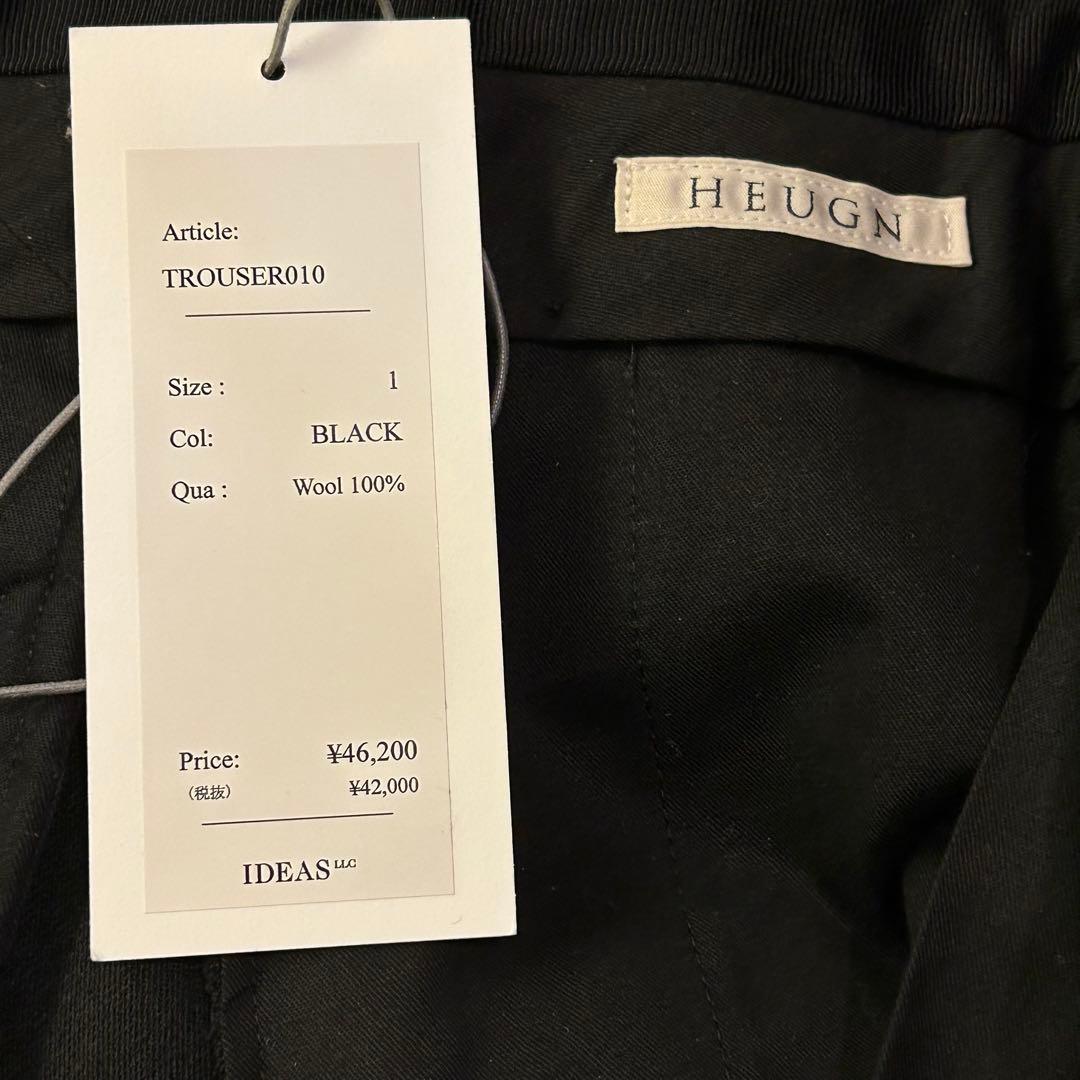 Article:
TROUSER010
Size : 1
Col: BLACK
Qua : Wool 100%
Price: ¥46,200
(税抜) ¥42,000
IDEAS LLC
HEUGN